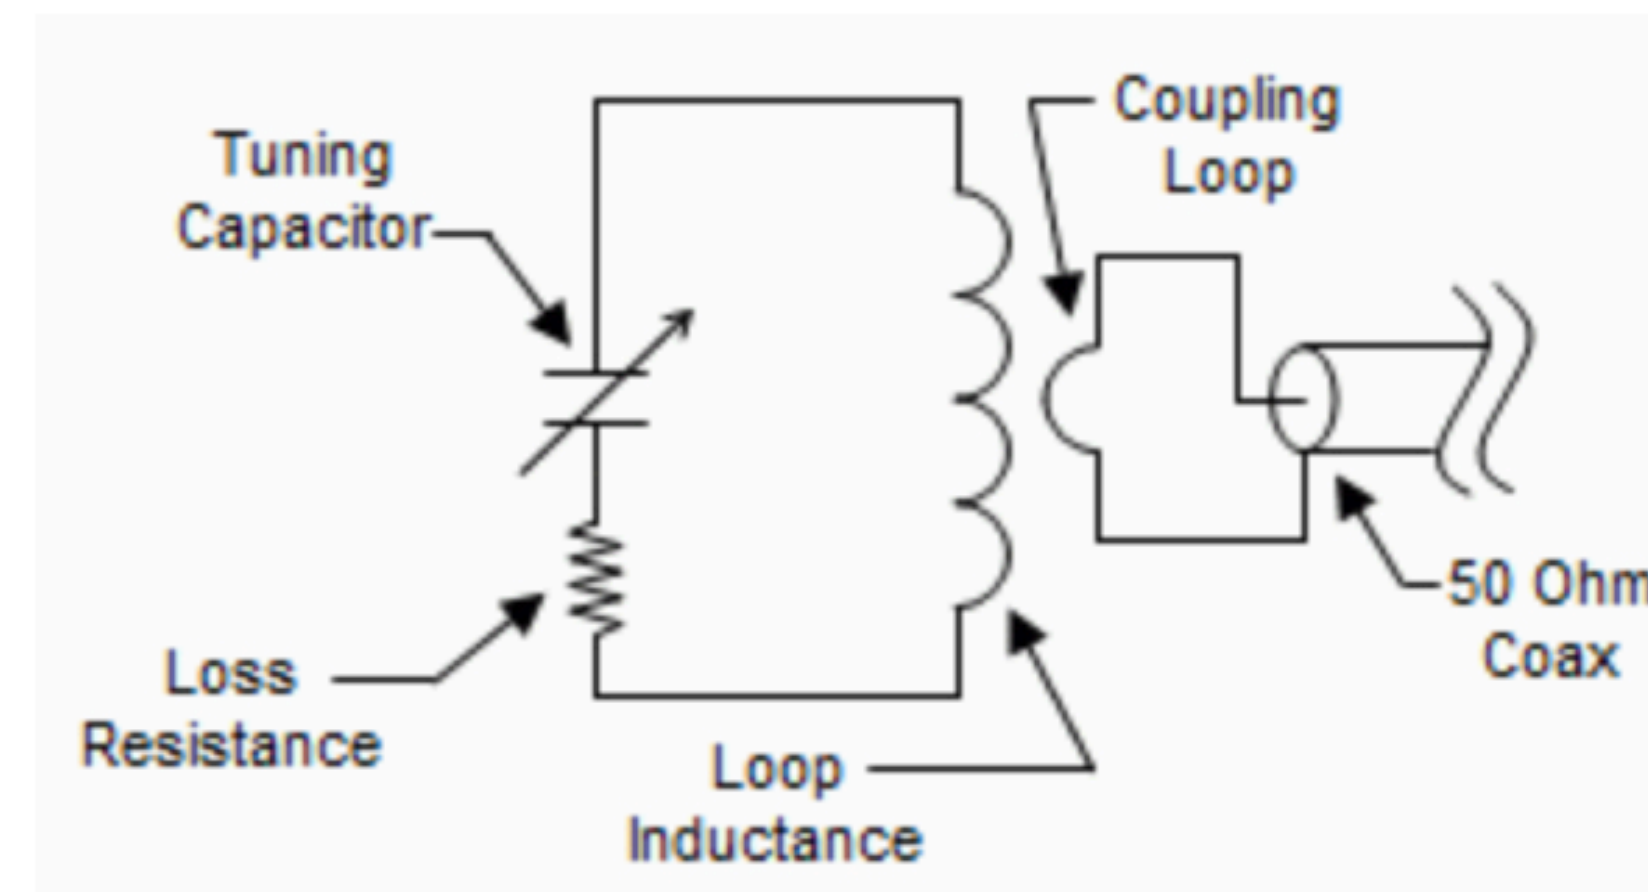 Coupling
Loop
Tuning
Capacitor
50 Ohm
Coax
Loss
Resistance
Loop
Inductance